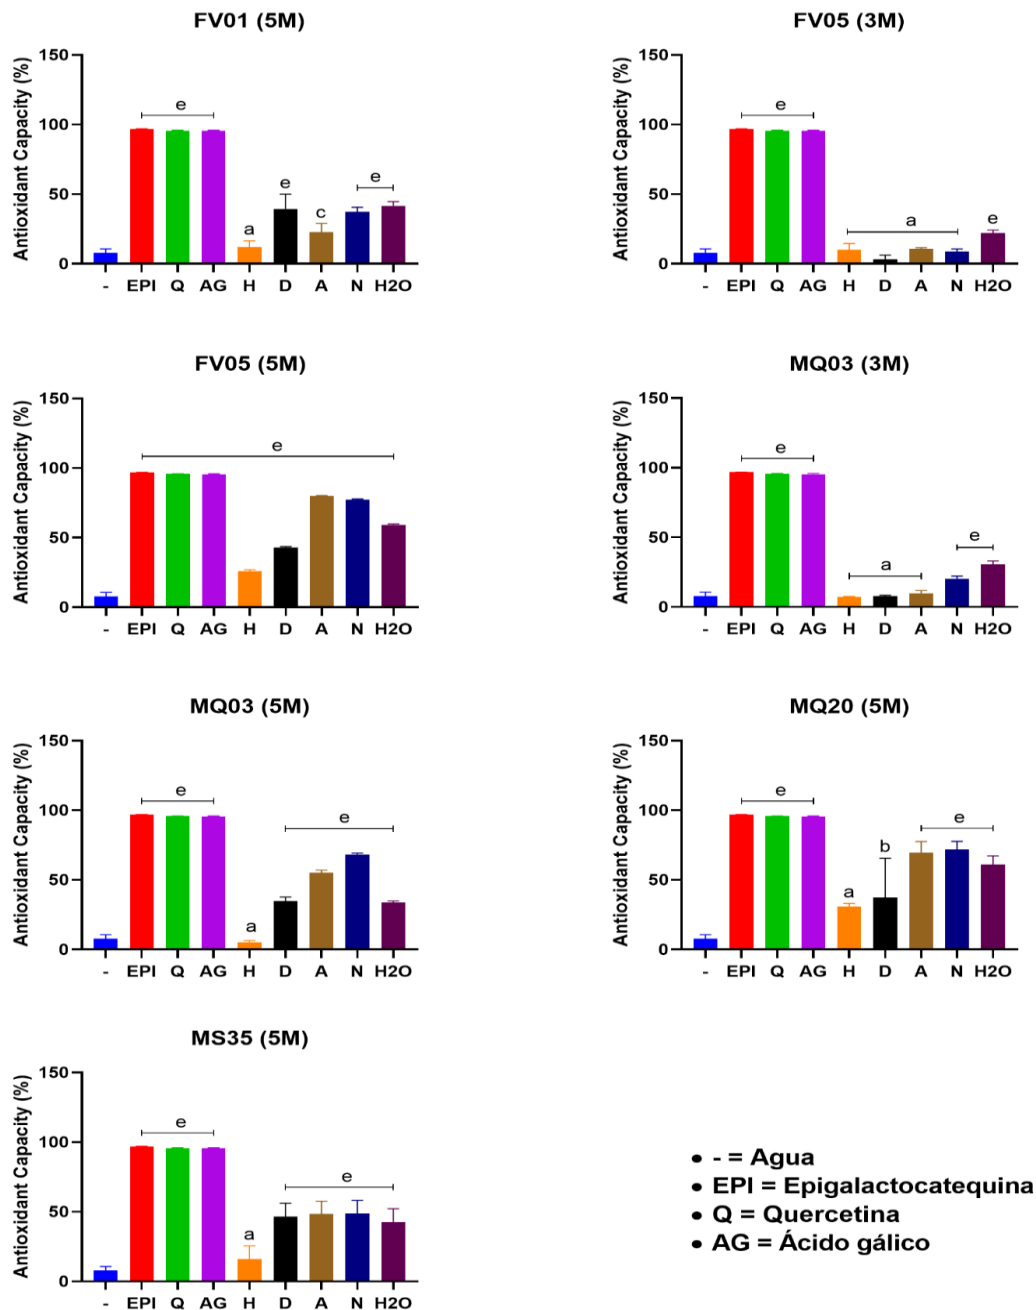 FV01 (5M)
Antioxidant Capacity (%)
150
100
50
0
e
a
e
c
e
- EPI Q AG H D A N H2O
FV05 (3M)
Antioxidant Capacity (%)
150
100
50
0
e
a
e
- EPI Q AG H D A N H2O
FV05 (5M)
Antioxidant Capacity (%)
150
100
50
0
e
- EPI Q AG H D A N H2O
MQ03 (3M)
Antioxidant Capacity (%)
150
100
50
0
e
a
e
- EPI Q AG H D A N H2O
MQ03 (5M)
Antioxidant Capacity (%)
150
100
50
0
e
a
e
- EPI Q AG H D A N H2O
MQ20 (5M)
Antioxidant Capacity (%)
150
100
50
0
e
a
b
e
- EPI Q AG H D A N H2O
MS35 (5M)
Antioxidant Capacity (%)
150
100
50
0
e
a
e
- EPI Q AG H D A N H2O
• - = Agua
• EPI = Epigalactocatequina
• Q = Quercetina
• AG = Ácido gálico